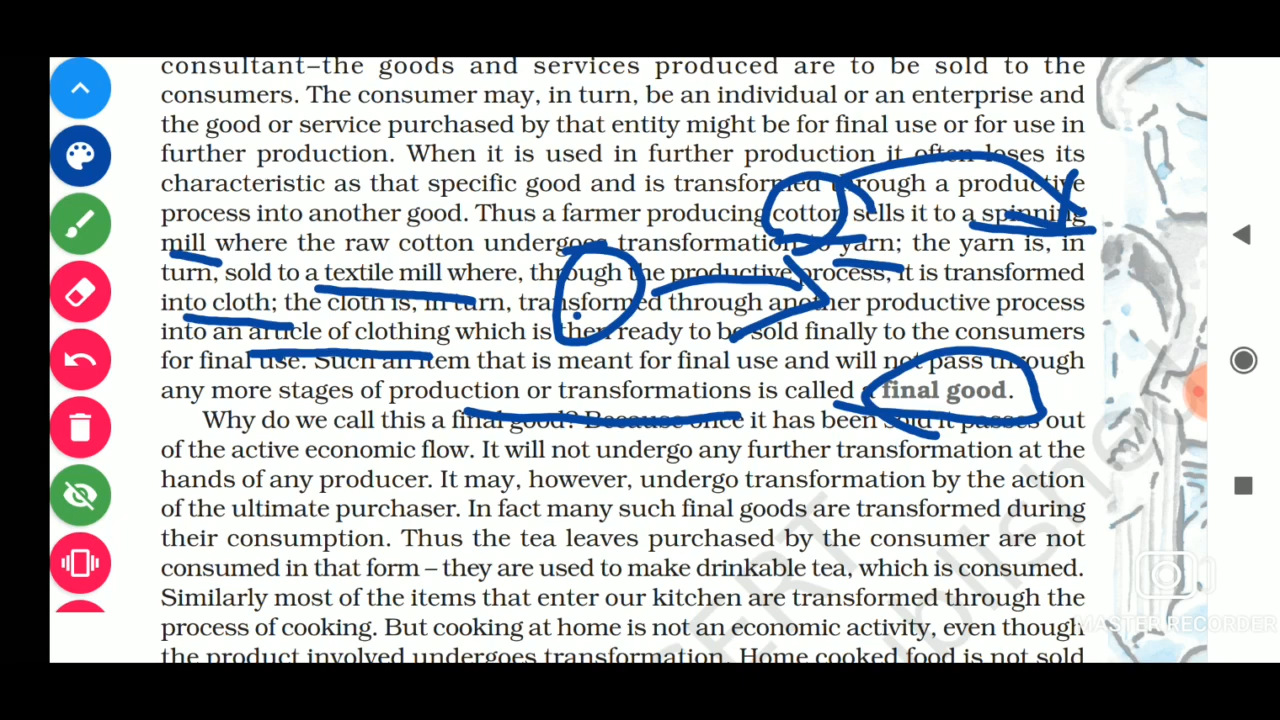 consultant–the goods and services produced are to be sold to the
consumers. The consumer may, in turn, be an individual or an enterprise and
the good or service purchased by that entity might be for final use or for use in
further production. When it is used in further production it often loses its
characteristic as that specific good and is transformed through a productive
process into another good. Thus a farmer producing cotton sells it to a spinning
mill where the raw cotton undergoes transformation to yarn; the yarn is, in
turn, sold to a textile mill where, through the productive process, it is transformed
into cloth; the cloth is, in turn, transformed through another productive process
into an article of clothing which is then ready to be sold finally to the consumers
for final use. Such an item that is meant for final use and will not pass through
any more stages of production or transformations is called a final good.
Why do we call this a final good? Because once it has been sold it passes out
of the active economic flow. It will not undergo any further transformation at the
hands of any producer. It may, however, undergo transformation by the action
of the ultimate purchaser. In fact many such final goods are transformed during
their consumption. Thus the tea leaves purchased by the consumer are not
consumed in that form – they are used to make drinkable tea, which is consumed.
Similarly most of the items that enter our kitchen are transformed through the
process of cooking. But cooking at home is not an economic activity, even though
the product involved undergoes transformation. Home cooked food is not sold
MASTER RECORDER